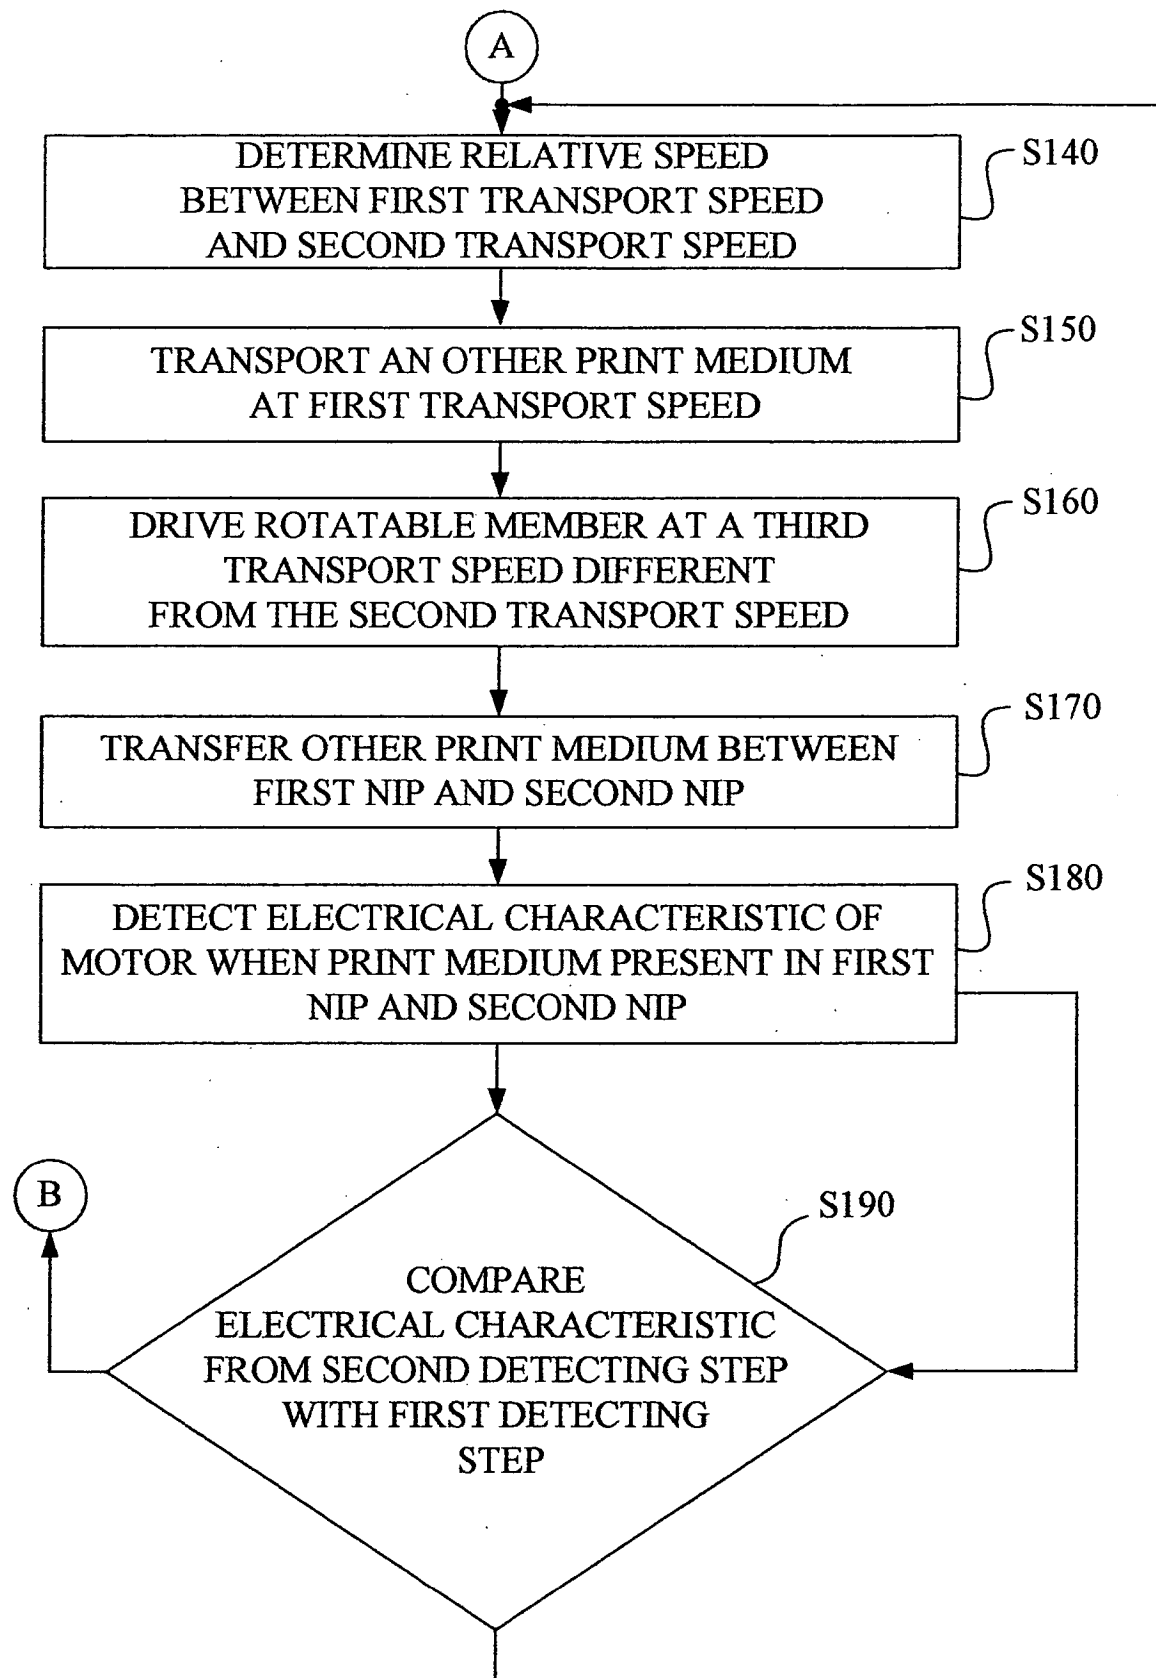 A
DETERMINE RELATIVE SPEED
BETWEEN FIRST TRANSPORT SPEED
AND SECOND TRANSPORT SPEED
S140
TRANSPORT AN OTHER PRINT MEDIUM
AT FIRST TRANSPORT SPEED
S150
DRIVE ROTATABLE MEMBER AT A THIRD
TRANSPORT SPEED DIFFERENT
FROM THE SECOND TRANSPORT SPEED
S160
TRANSFER OTHER PRINT MEDIUM BETWEEN
FIRST NIP AND SECOND NIP
S170
DETECT ELECTRICAL CHARACTERISTIC OF
MOTOR WHEN PRINT MEDIUM PRESENT IN FIRST
NIP AND SECOND NIP
S180
B
COMPARE
ELECTRICAL CHARACTERISTIC
FROM SECOND DETECTING STEP
WITH FIRST DETECTING
STEP
S190